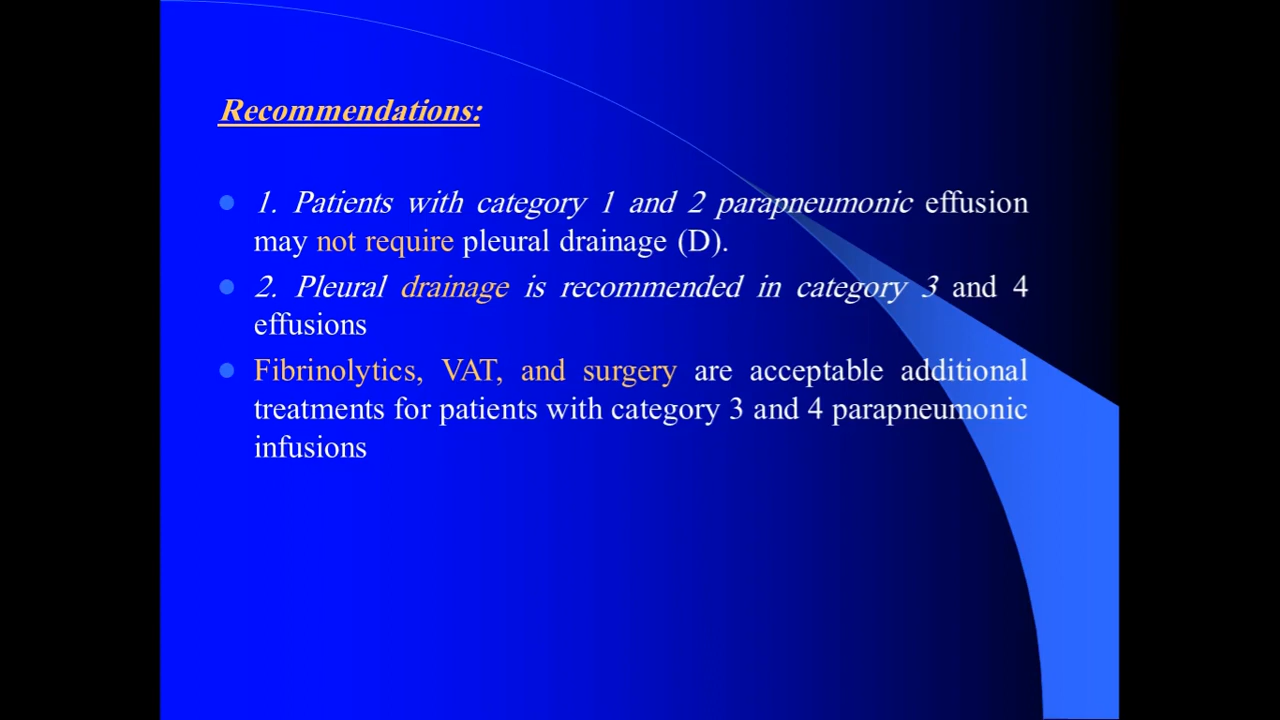 Recommendations:
1. Patients with category 1 and 2 parapneumonic effusion
may not require pleural drainage (D).
2. Pleural drainage is recommended in category 3 and 4
effusions
Fibrinolytics, VAT, and surgery are acceptable additional
treatments for patients with category 3 and 4 parapneumonic
infusions